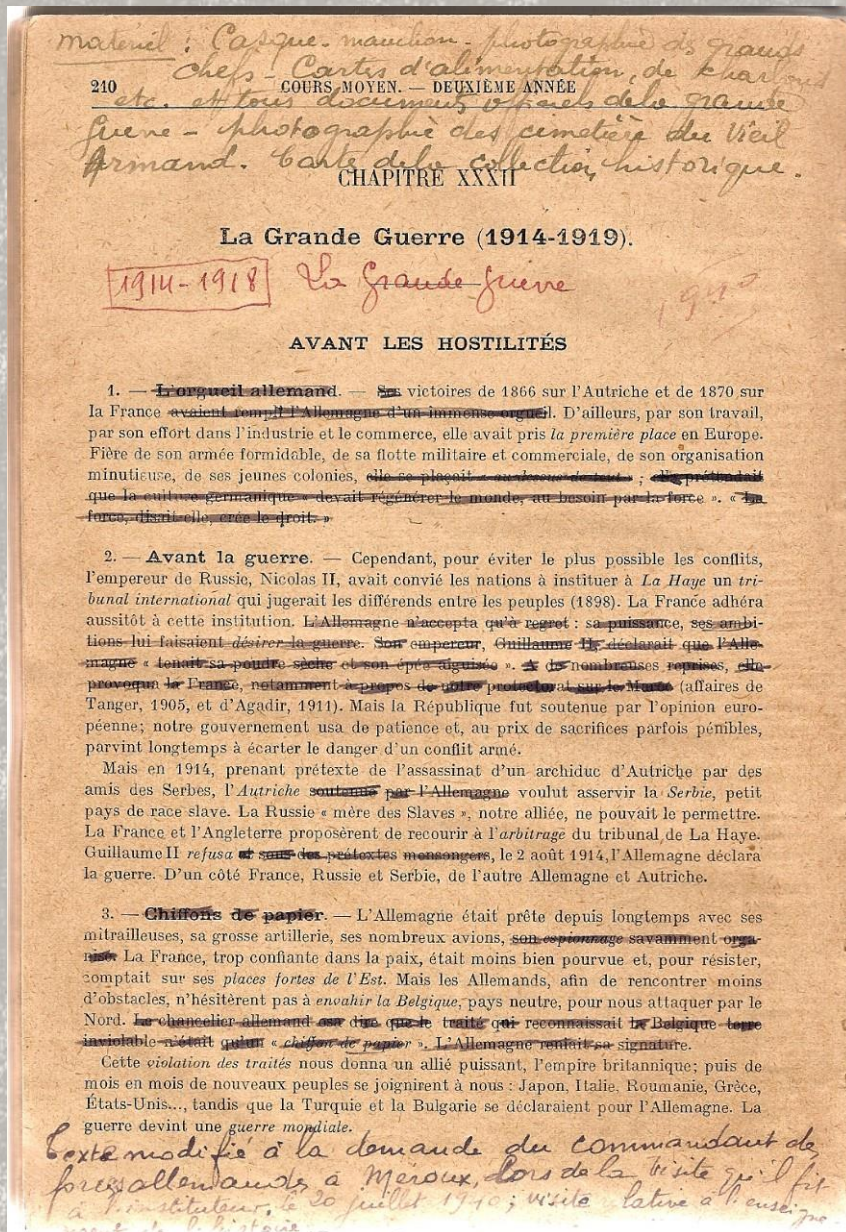 matériel : Casque - manchon - photographie de grands
chefs - Cartes d'alimentation, de charbons
210 COURS MOYEN. — DEUXIÈME ANNÉE
etc. et tous documents officiels de la grande
guerre - photographie des cimetière du Vieil
Armand. Carte de la collection historique.
CHAPITRE XXXII
La Grande Guerre (1914-1919).
1914-1918 La Grande guerre
AVANT LES HOSTILITÉS
1. — L'orgueil allemand. — Ses victoires de 1866 sur l'Autriche et de 1870 sur
la France avaient rempli l'Allemagne d'un immense orgueil. D'ailleurs, par son travail,
par son effort dans l'industrie et le commerce, elle avait pris la première place en Europe.
Fière de son armée formidable, de sa flotte militaire et commerciale, de son organisation
minutieuse, de ses jeunes colonies, elle se plaçait « au-dessus de tout » ; elle prétendait
que la culture germanique « devait régénérer le monde, au besoin par la force ». « La
force, disait-elle, crée le droit. »
2. — Avant la guerre. — Cependant, pour éviter le plus possible les conflits,
l'empereur de Russie, Nicolas II, avait convié les nations à instituer à La Haye un tri-
bunal international qui jugerait les différends entre les peuples (1898). La France adhéra
aussitôt à cette institution. L'Allemagne n'accepta qu'à regret : sa puissance, ses ambi-
tions lui faisaient désirer la guerre. Son empereur, Guillaume II, déclarait que l'Alle-
magne « tenait sa poudre sèche et son épée aiguisée ». A de nombreuses reprises, elle
provoqua la France, notamment à propos de notre protectorat sur le Maroc (affaires de
Tanger, 1905, et d'Agadir, 1911). Mais la République fut soutenue par l'opinion euro-
péenne; notre gouvernement usa de patience et, au prix de sacrifices parfois pénibles,
parvint longtemps à écarter le danger d'un conflit armé.
Mais en 1914, prenant prétexte de l'assassinat d'un archiduc d'Autriche par des
amis des Serbes, l'Autriche soutenue par l'Allemagne voulut asservir la Serbie, petit
pays de race slave. La Russie « mère des Slaves », notre alliée, ne pouvait le permettre.
La France et l'Angleterre proposèrent de recourir à l'arbitrage du tribunal de La Haye.
Guillaume II refusa et sous des prétextes mensongers, le 2 août 1914, l'Allemagne déclara
la guerre. D'un côté France, Russie et Serbie, de l'autre Allemagne et Autriche.
3. — Chiffons de papier. — L'Allemagne était prête depuis longtemps avec ses
mitrailleuses, sa grosse artillerie, ses nombreux avions, son espionnage savamment orga-
nisé. La France, trop confiante dans la paix, était moins bien pourvue et, pour résister,
comptait sur ses places fortes de l'Est. Mais les Allemands, afin de rencontrer moins
d'obstacles, n'hésitèrent pas à envahir la Belgique, pays neutre, pour nous attaquer par le
Nord. Le chancelier allemand osa dire que le traité qui reconnaissait la Belgique terre
inviolable n'était qu'un « chiffon de papier ». L'Allemagne reniait sa signature.
Cette violation des traités nous donna un allié puissant, l'empire britannique; puis de
mois en mois de nouveaux peuples se joignirent à nous : Japon, Italie, Roumanie, Grèce,
États-Unis..., tandis que la Turquie et la Bulgarie se déclaraient pour l'Allemagne. La
guerre devint une guerre mondiale.
Texte modifié à la demande du commandant de
forces allemandes à Méroux, lors de la visite qu'il fit
à l'instituteur, le 20 juillet 1940 ; visite relative à l'enseigne-
ment de l'histoire.